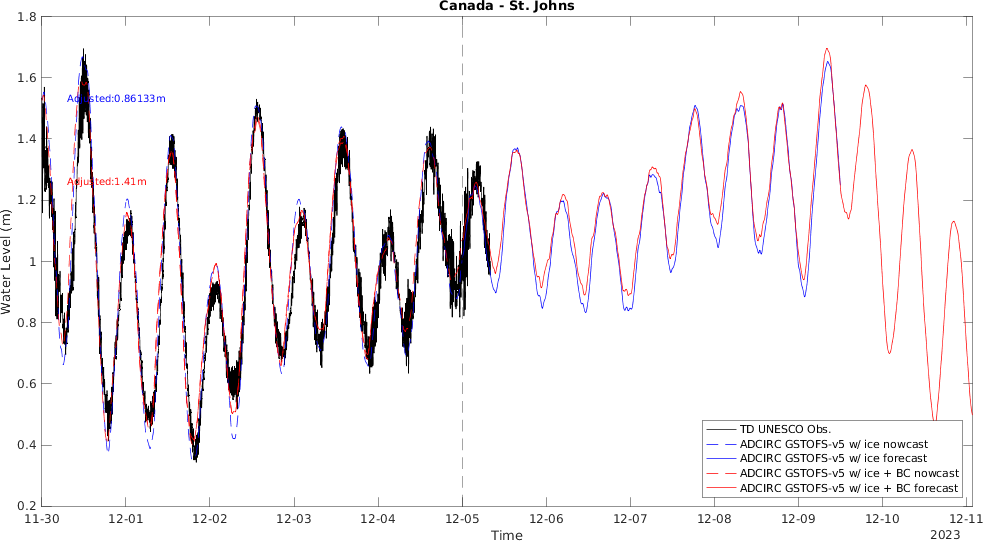 Canada - St. Johns
1.8
1.6
1.4
1.2
1
0.8
0.6
0.4
0.2
Water Level (m)
Adjusted:0.86133m
Adjusted:1.41m
TD UNESCO Obs.
ADCIRC GSTOFS-v5 w/ ice nowcast
ADCIRC GSTOFS-v5 w/ ice forecast
ADCIRC GSTOFS-v5 w/ ice + BC nowcast
ADCIRC GSTOFS-v5 w/ ice + BC forecast
11-30 12-01 12-02 12-03 12-04 12-05 12-06 12-07 12-08 12-09 12-10 12-11
Time
2023